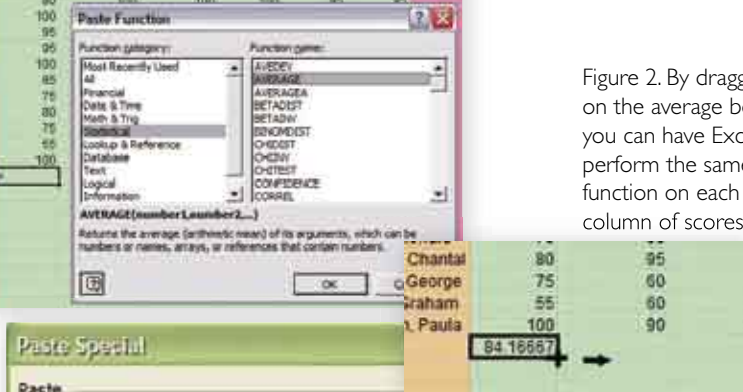 100
95
95
100
85
75
80
75
55
100
Paste Function
Function category:
Most Recently Used
All
Financial
Date & Time
Math & Trig
Statistical
Lookup & Reference
Database
Text
Logical
Information
Function name:
AVEDEV
AVERAGE
AVERAGEA
BETADIST
BETAINV
BINOMDIST
CHIDIST
CHIINV
CHITEST
CONFIDENCE
CORREL
AVERAGE(number1,number2,...)
Returns the average (arithmetic mean) of its arguments, which can be
numbers or names, arrays, or references that contain numbers.
OK
Figure 2. By dragg
on the average b
you can have Exc
perform the same
function on each
column of scores
Chantal 80 95
George 75 60
Graham 55 60
, Paula 100 90
84.16667
Paste Special
Paste